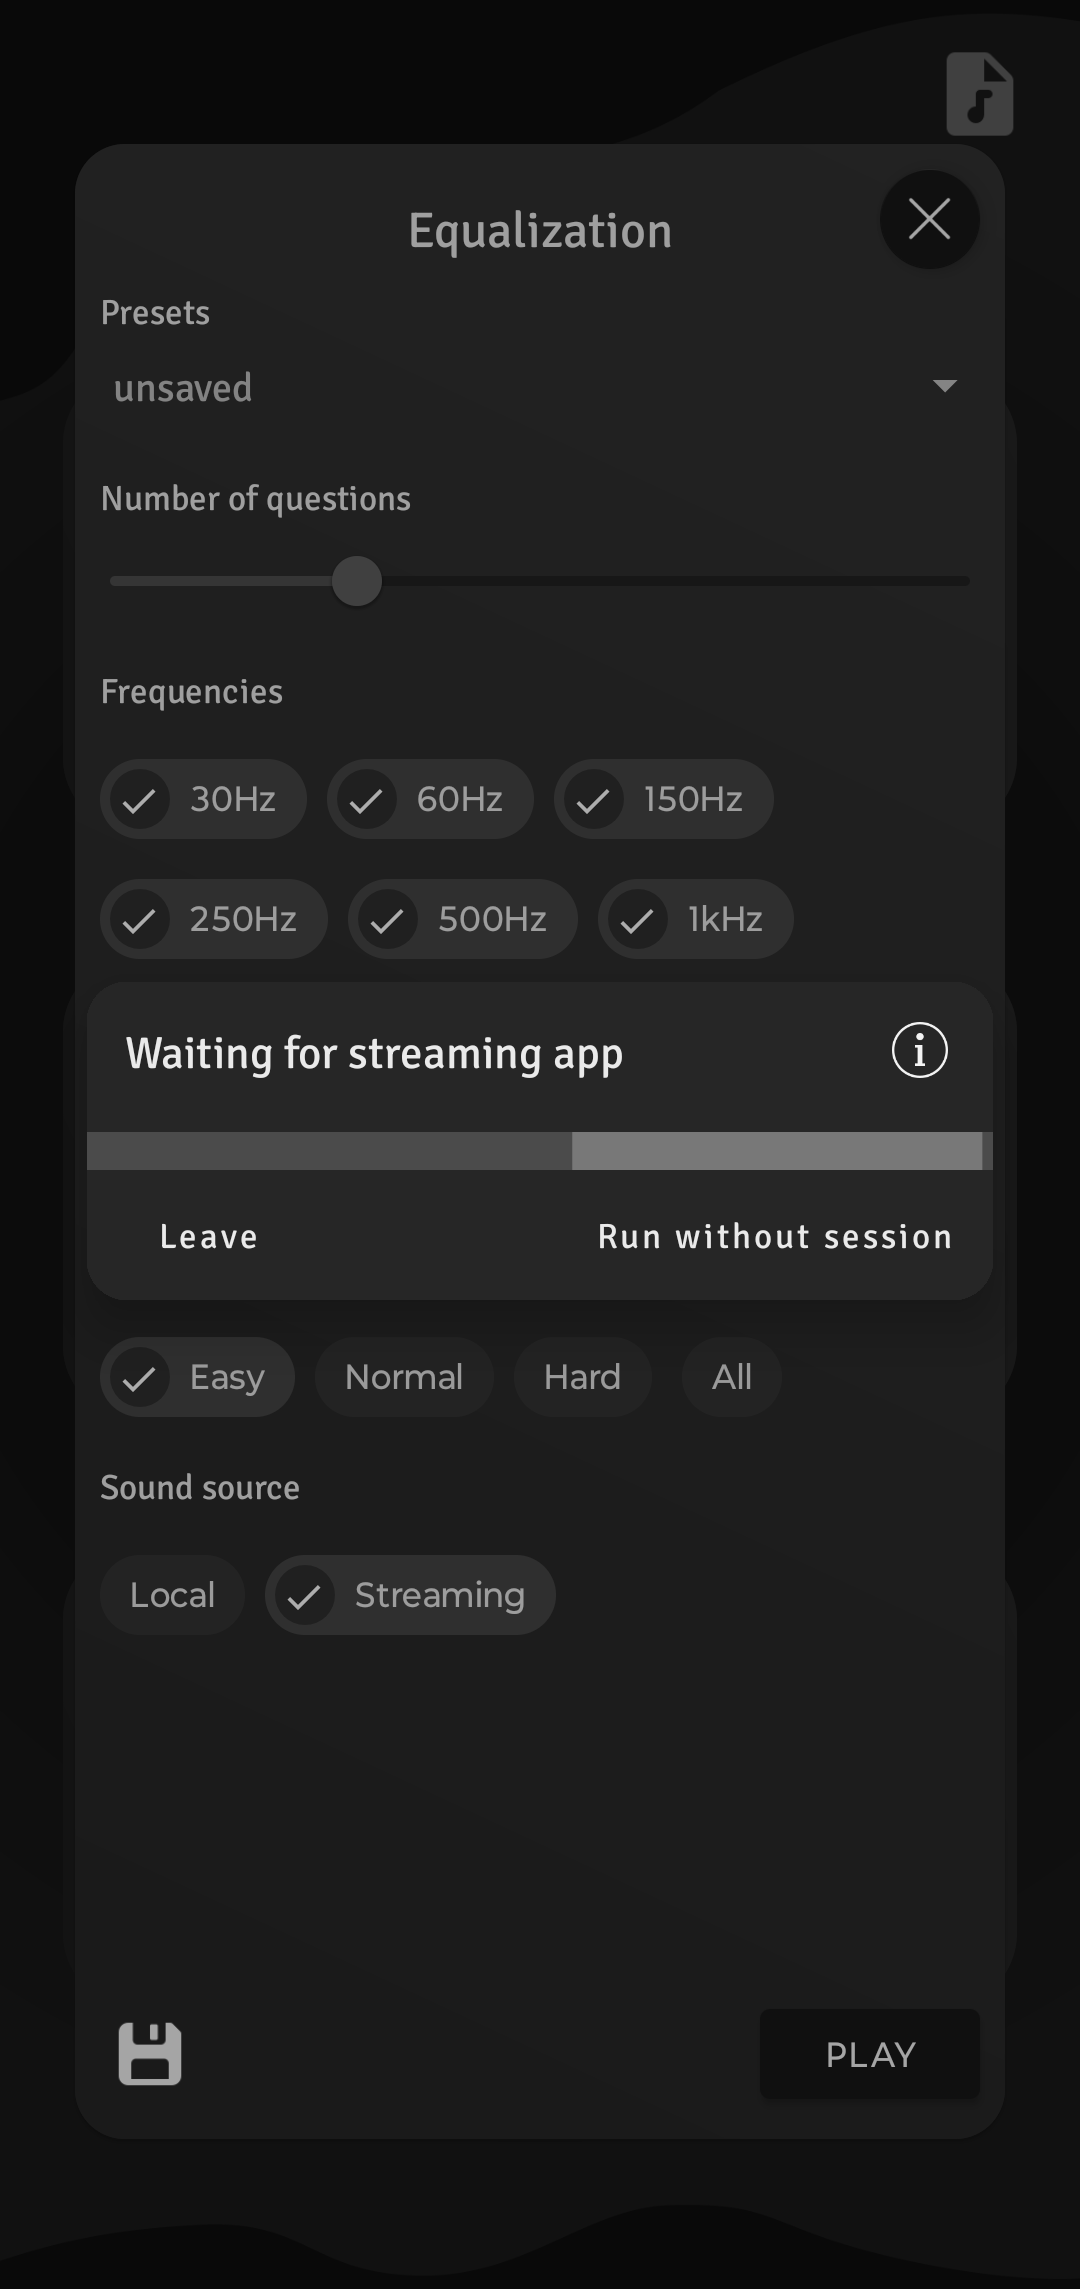 Equalization
Presets
unsaved
Number of questions
Frequencies
30Hz 60Hz 150Hz
250Hz 500Hz 1kHz
Waiting for streaming app
Leave Run without session
Easy Normal Hard All
Sound source
Local Streaming
PLAY